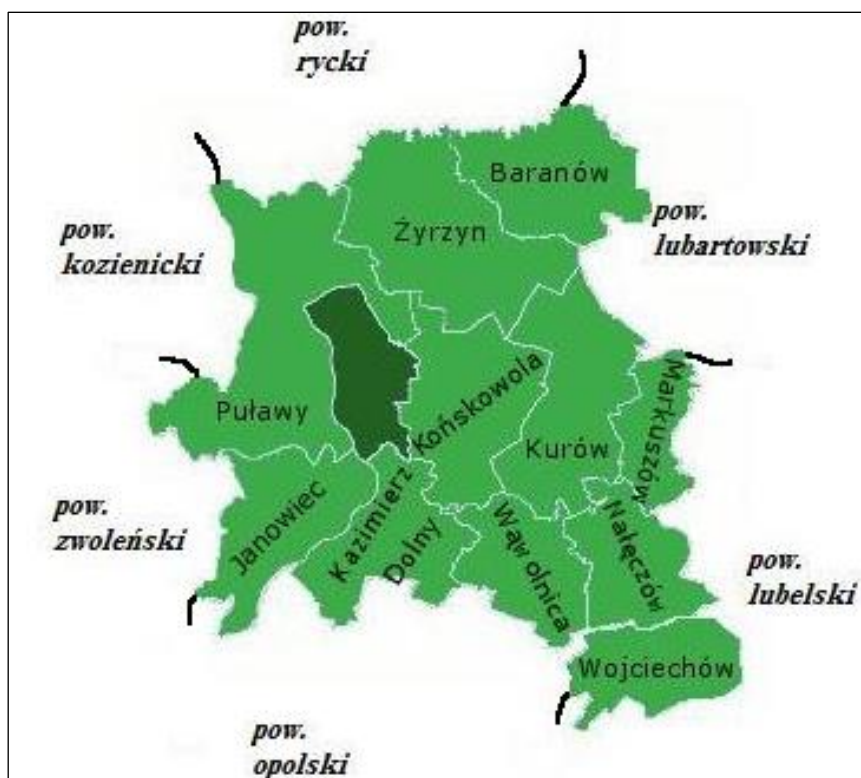 pow.
rycki
Baranów
pow.
lubartowski
Żyrzyn
pow.
kozienicki
Markuszów
Końskowola
Puławy
Kurów
Kazimierz
Dolny
Janowiec
Wąwolnica
Nałęczów
pow.
zwoleński
pow.
lubelski
Wojciechów
pow.
opolski